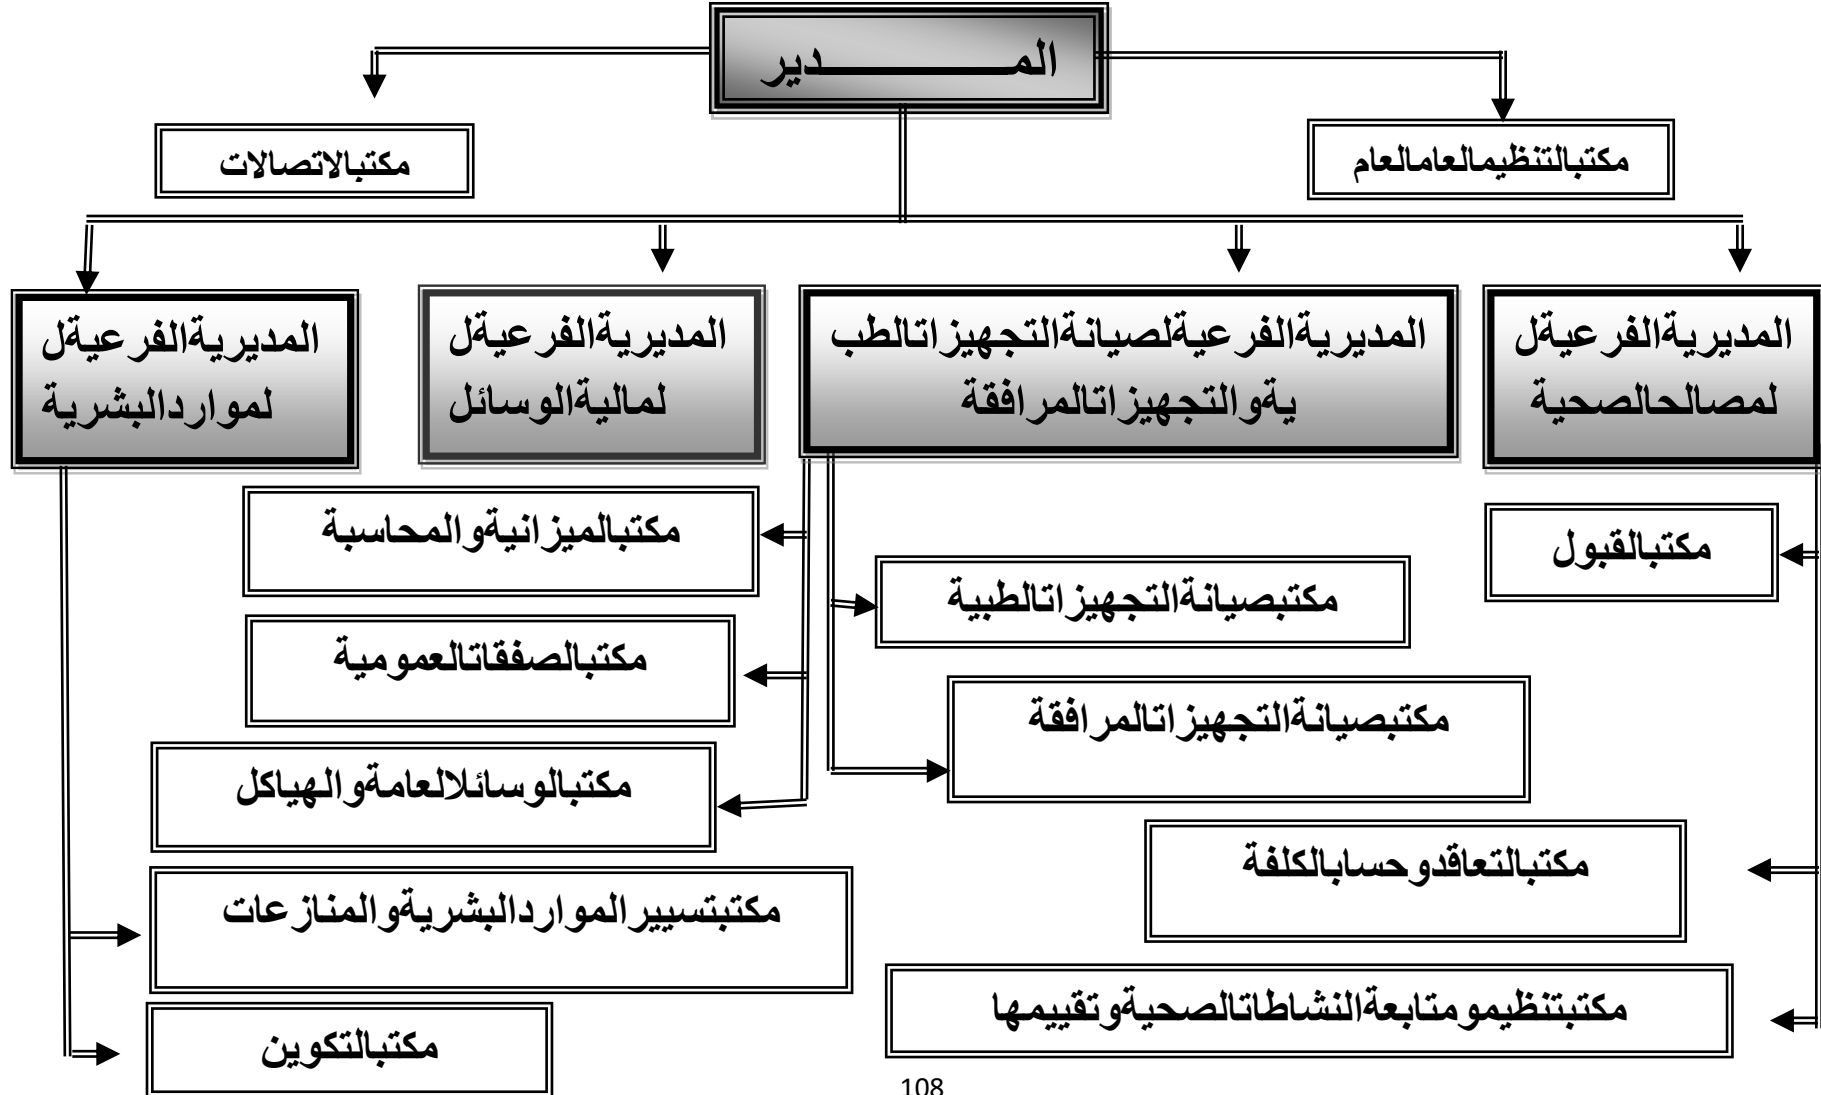 المـــــــــدير
مكتبالتنظيمالعامالعام
مكتبالاتصالات
المديريةالفرعيةل
لمصالحالصحية
المديريةالفرعيةلصيانةالتجهيزاتالطب
يةوالتجهيزاتالمرافقة
المديريةالفرعيةل
لماليةالوسائل
المديريةالفرعيةل
لمواردالبشرية
مكتبالقبول
مكتبالميزانيةوالمحاسبة
مكتبصيانةالتجهيزاتالطبية
مكتبالصفقاتالعمومية
مكتبصيانةالتجهيزاتالمرافقة
مكتبالوسائلالعامةوالهياكل
مكتبالتعاقدوحسابالكلفة
مكتبتسييرالمواردالبشريةوالمنازعات
مكتبتنظيمومتابعةالنشاطاتالصحيةوتقييمها
مكتبالتكوين
108